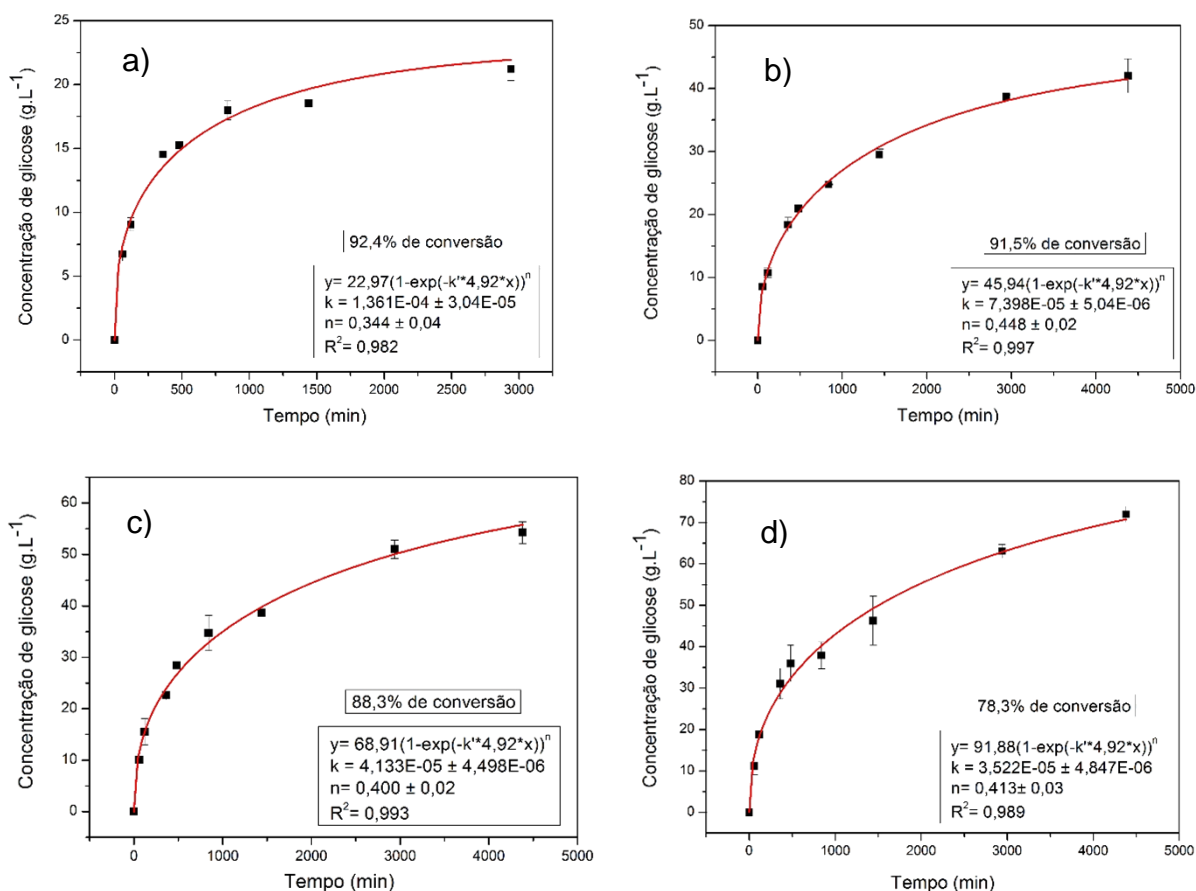 a)
Concentração de glicose (g.L⁻¹)
25
20
15
10
5
0
92,4% de conversão
y= 22,97(1-exp(-k'*4,92*x))ⁿ
k = 1,361E-04 ± 3,04E-05
n= 0,344 ± 0,04
R²= 0,982
0 500 1000 1500 2000 2500 3000
Tempo (min)
b)
Concentração de glicose (g.L⁻¹)
50
40
30
20
10
0
91,5% de conversão
y= 45,94(1-exp(-k'*4,92*x))ⁿ
k = 7,398E-05 ± 5,04E-06
n= 0,448 ± 0,02
R²= 0,997
0 1000 2000 3000 4000 5000
Tempo (min)
c)
Concentração de glicose (g.L⁻¹)
60
50
40
30
20
10
0
88,3% de conversão
y= 68,91(1-exp(-k'*4,92*x))ⁿ
k = 4,133E-05 ± 4,498E-06
n= 0,400 ± 0,02
R²= 0,993
0 1000 2000 3000 4000 5000
Tempo (min)
d)
Concentração de glicose (g.L⁻¹)
80
70
60
50
40
30
20
10
0
78,3% de conversão
y= 91,88(1-exp(-k'*4,92*x))ⁿ
k = 3,522E-05 ± 4,847E-06
n= 0,413± 0,03
R²= 0,989
0 1000 2000 3000 4000 5000
Tempo (min)